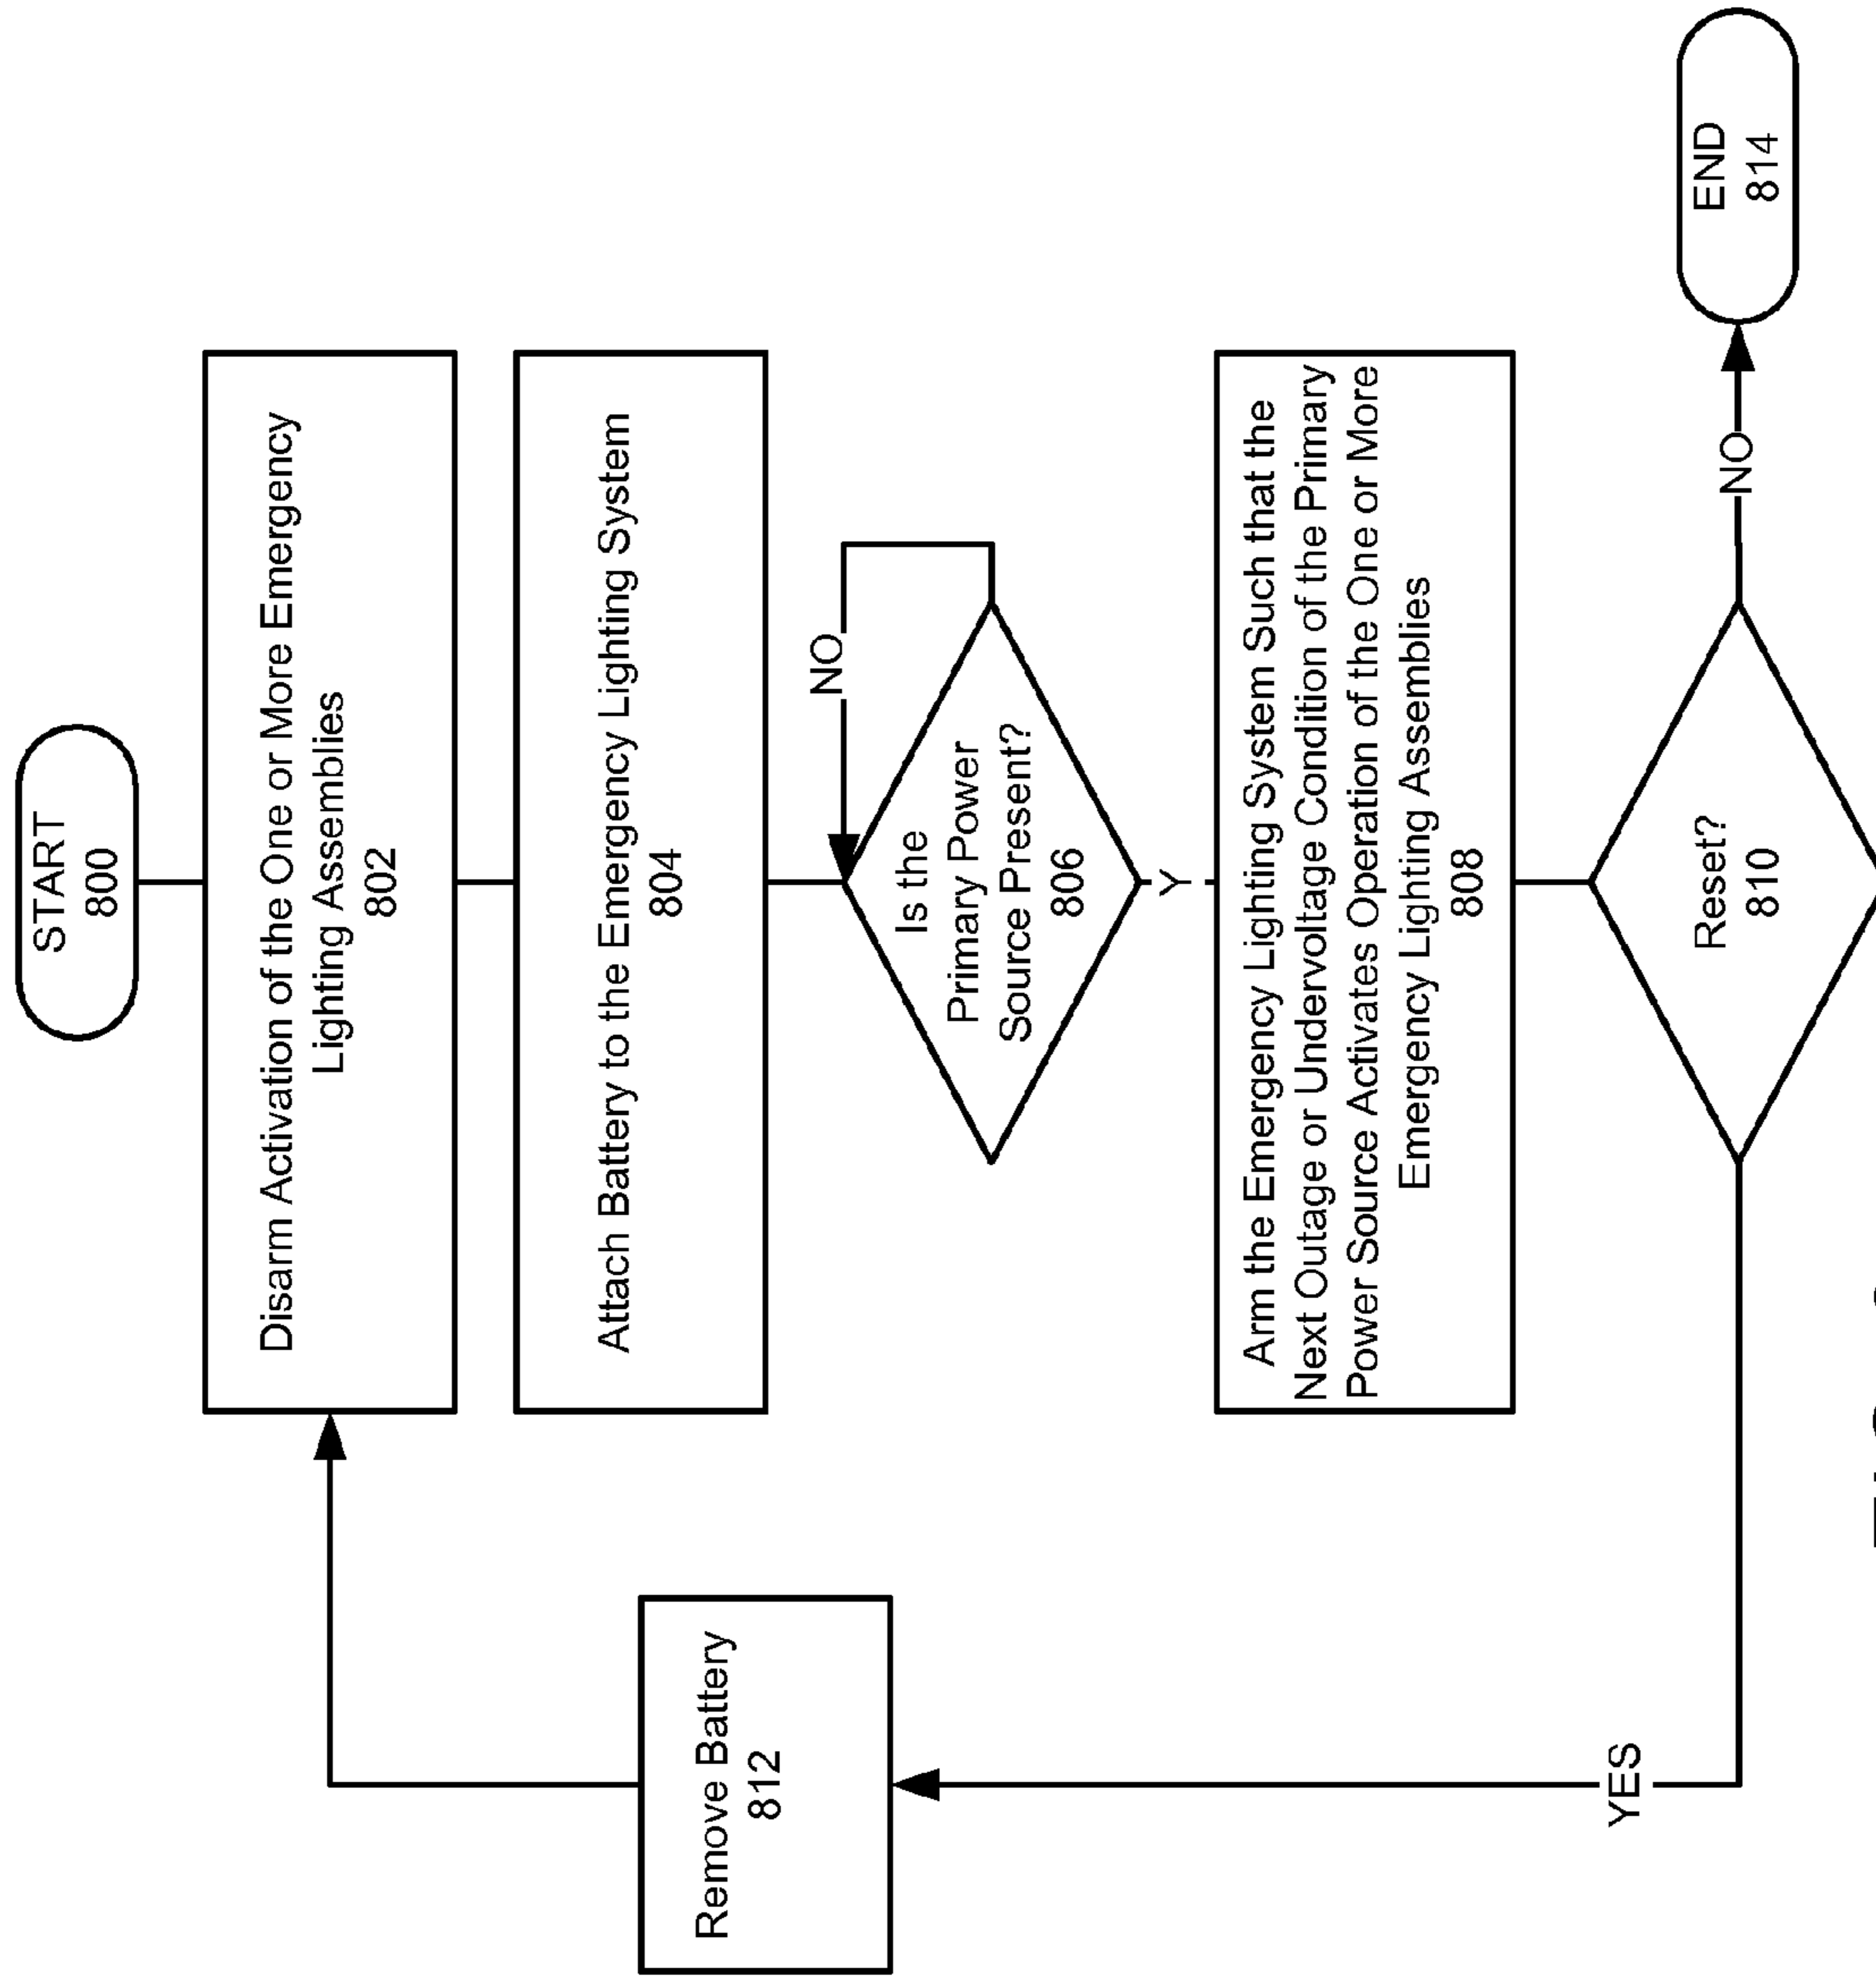 START
800
Disarm Activation of the One or More Emergency
Lighting Assemblies
802
Attach Battery to the Emergency Lighting System
804
NO
Is the
Primary Power
Source Present?
806
Y
Arm the Emergency Lighting System Such that the
Next Outage or Undervoltage Condition of the Primary
Power Source Activates Operation of the One or More
Emergency Lighting Assemblies
808
Reset?
810
NO
END
814
YES
Remove Battery
812